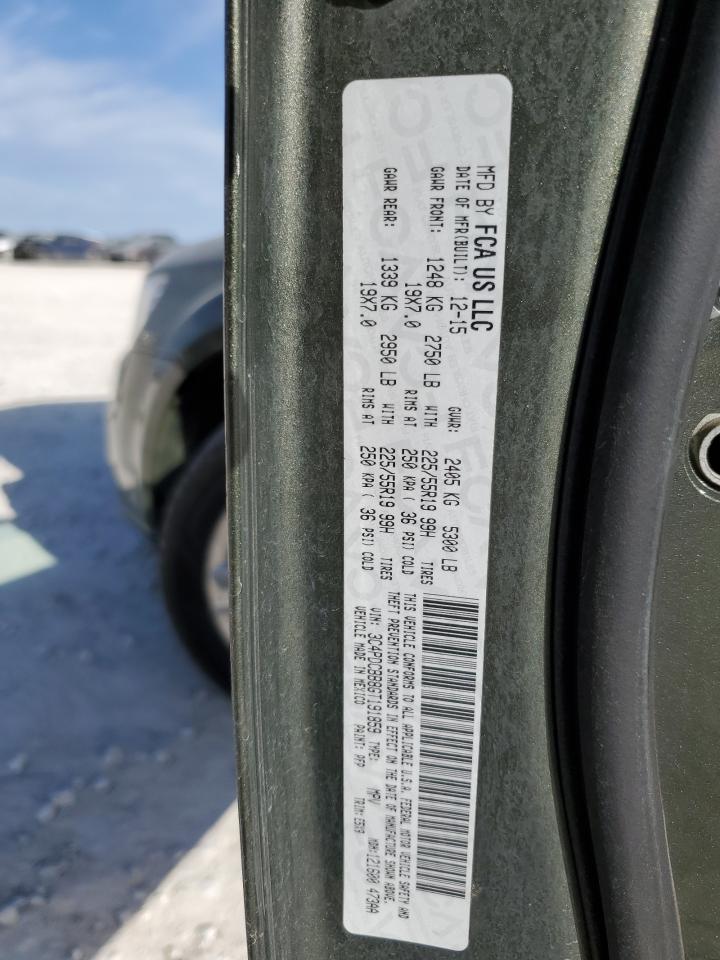 MFD BY FCA US LLC
DATE OF MFR(BUILT): 12-15 GVWR: 2405 KG 5300 LB
GAWR FRONT: 1248 KG 2750 LB WITH 225/55R19 99H TIRES
19X7.0 RIMS AT 250 KPA ( 36 PSI) COLD
GAWR REAR: 1339 KG 2950 LB WITH 225/55R19 99H TIRES
19X7.0 RIMS AT 250 KPA ( 36 PSI) COLD
THIS VEHICLE CONFORMS TO ALL APPLICABLE U.S.A. FEDERAL MOTOR VEHICLE SAFETY AND
THEFT PREVENTION STANDARDS IN EFFECT ON THE DATE OF MANUFACTURE SHOWN ABOVE.
VIN: 3C4PDCBB8GT191859 TYPE: MPV MDH:121600 473AA
VEHICLE MADE IN MEXICO PAINT: PFP